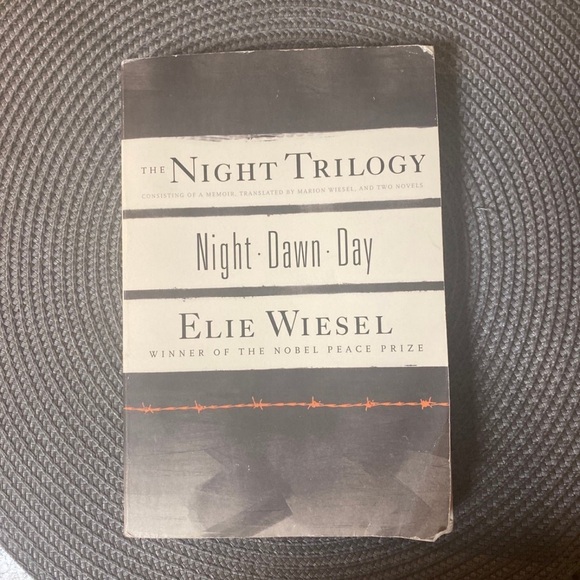 THE NIGHT TRILOGY
CONSISTING OF A MEMOIR, TRANSLATED BY MARION WIESEL, AND TWO NOVELS
Night · Dawn · Day
ELIE WIESEL
WINNER OF THE NOBEL PEACE PRIZE